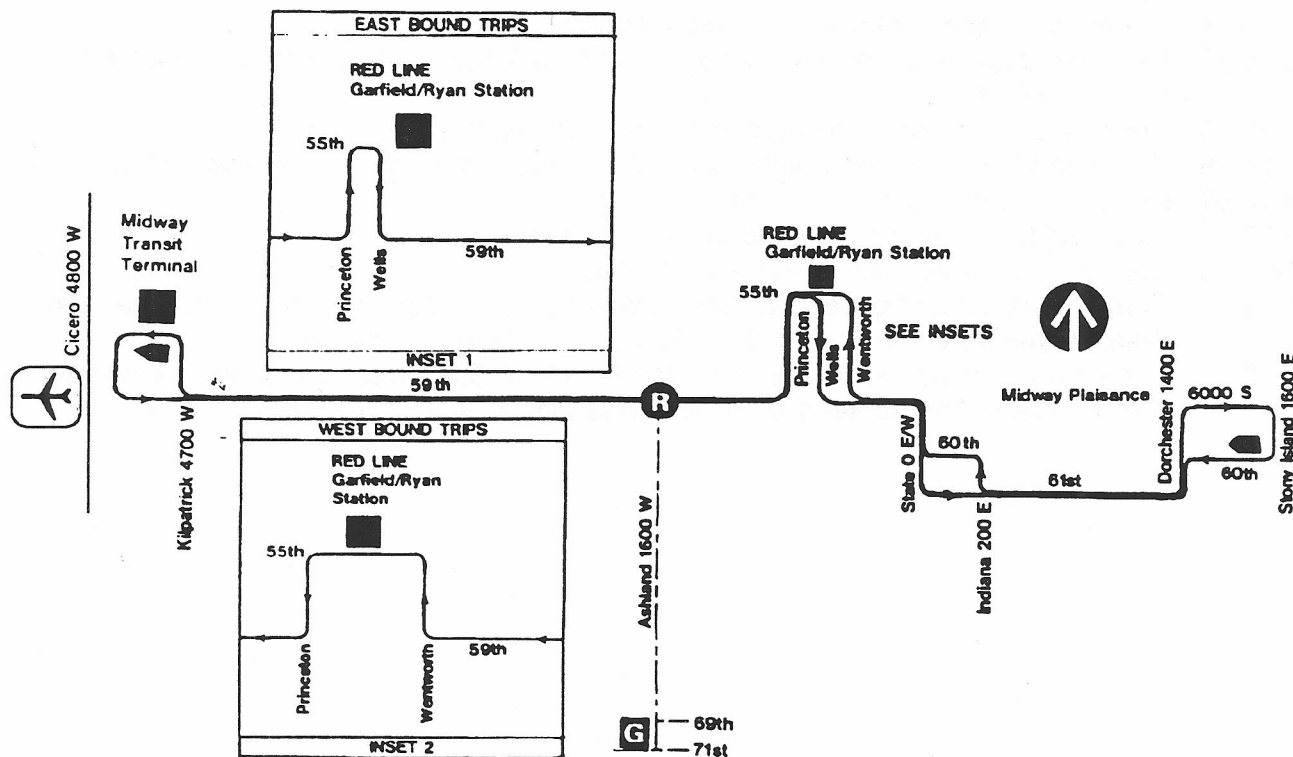 EAST BOUND TRIPS
RED LINE
Garfield/Ryan Station
55th
Princeton
Wells
59th
INSET 1
Cicero 4800 W
Midway
Transit
Terminal
Kilpatrick 4700 W
59th
R
WEST BOUND TRIPS
RED LINE
Garfield/Ryan
Station
55th
Princeton
Wentworth
59th
INSET 2
Ashland 1600 W
G
69th
71st
RED LINE
Garfield/Ryan Station
55th
Princeton
Wells
Wentworth
SEE INSETS
Midway Plaisance
State 0 E/W
60th
Indiana 200 E
61st
Dorchester 1400 E
6000 S
60th
Stony Island 1600 E